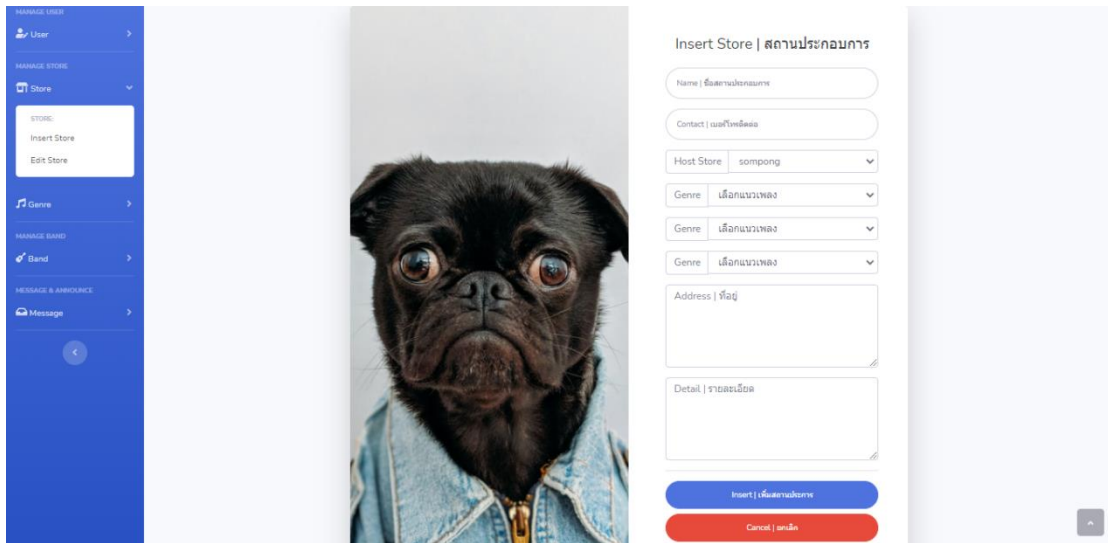 MANAGE USER
User
MANAGE STORE
Store
STORE:
Insert Store
Edit Store
Genre
MANAGE BAND
Band
MESSAGE & ANNOUNCE
Message
Insert Store | สถานประกอบการ
Name | ชื่อสถานประกอบการ
Contact | เบอร์โทรติดต่อ
Host Store sompong
Genre เลือกแนวเพลง
Genre เลือกแนวเพลง
Genre เลือกแนวเพลง
Address | ที่อยู่
Detail | รายละเอียด
Insert | เพิ่มสถานประการ
Cancel | ยกเลิก